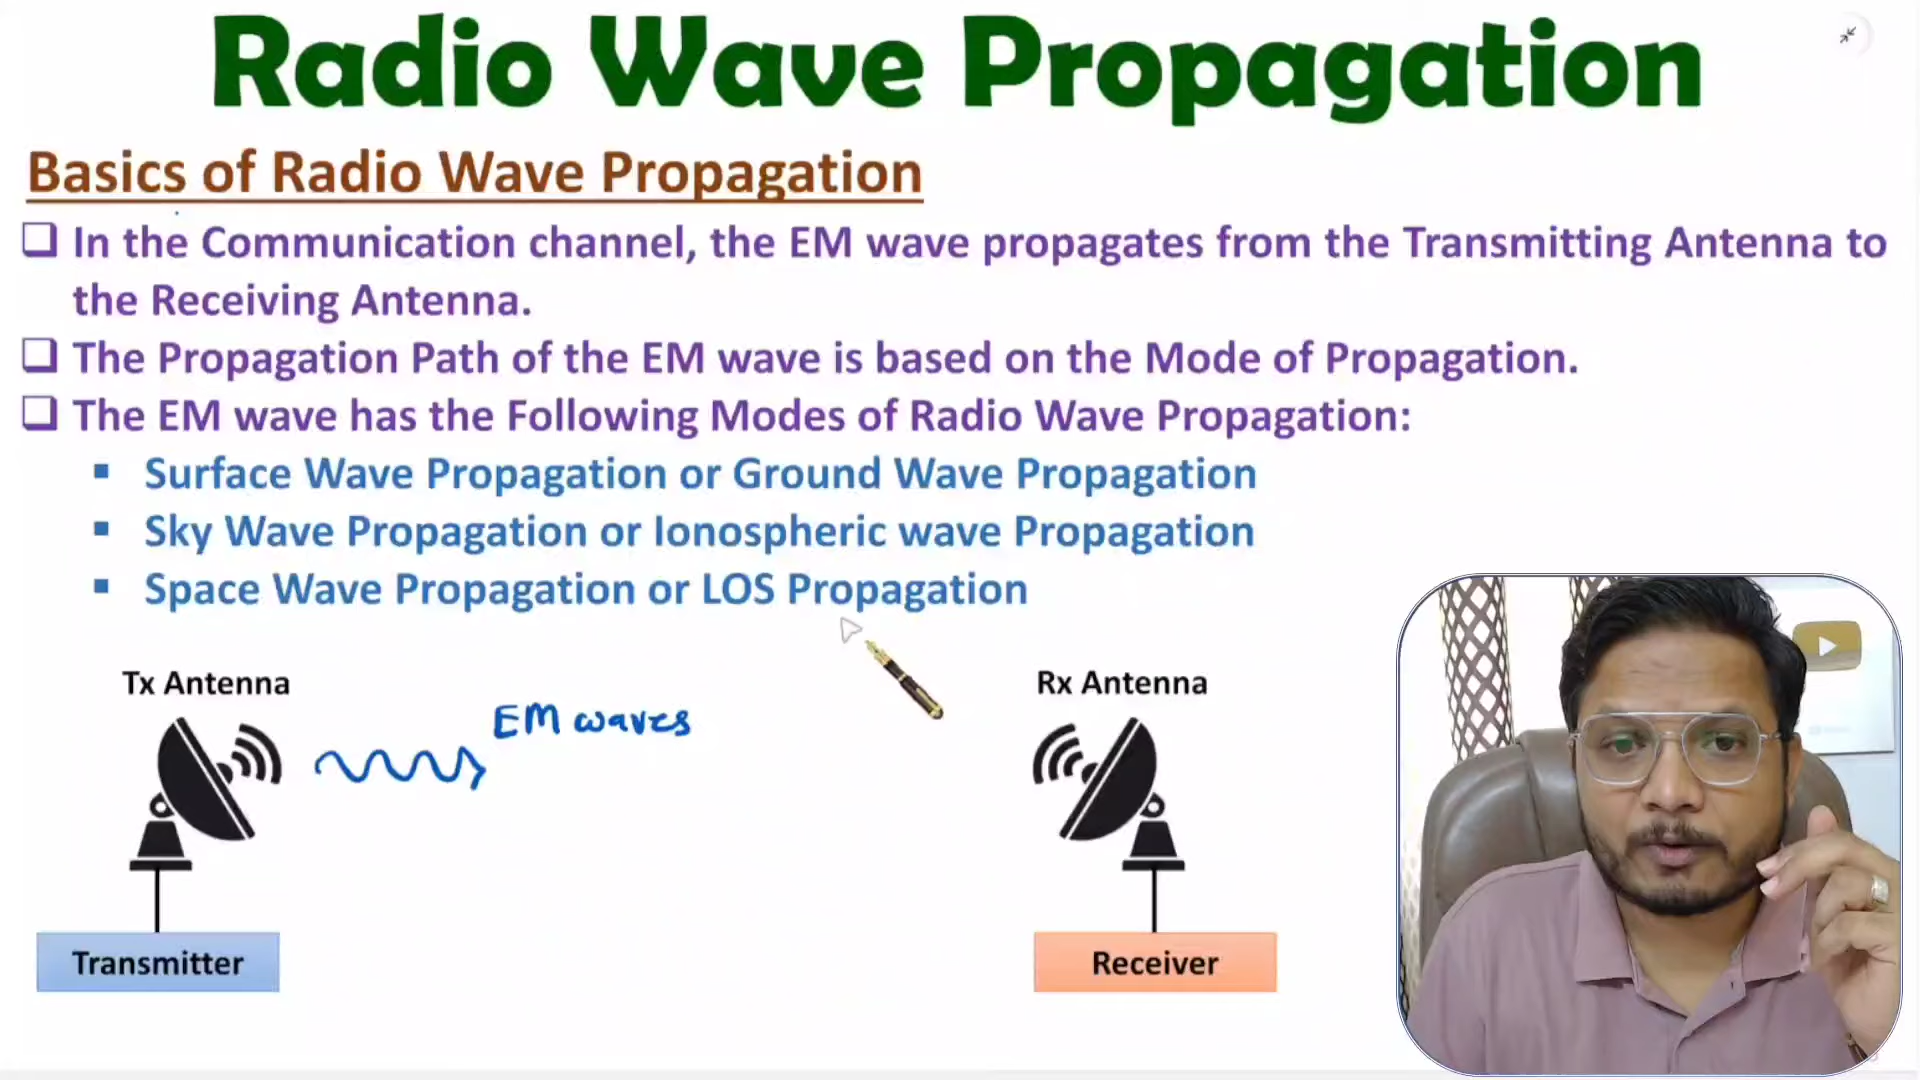 Radio Wave Propagation
Basics of Radio Wave Propagation
In the Communication channel, the EM wave propagates from the Transmitting Antenna to
the Receiving Antenna.
The Propagation Path of the EM wave is based on the Mode of Propagation.
The EM wave has the Following Modes of Radio Wave Propagation:
Surface Wave Propagation or Ground Wave Propagation
Sky Wave Propagation or Ionospheric wave Propagation
Space Wave Propagation or LOS Propagation
Tx Antenna
Rx Antenna
EM waves
Transmitter
Receiver